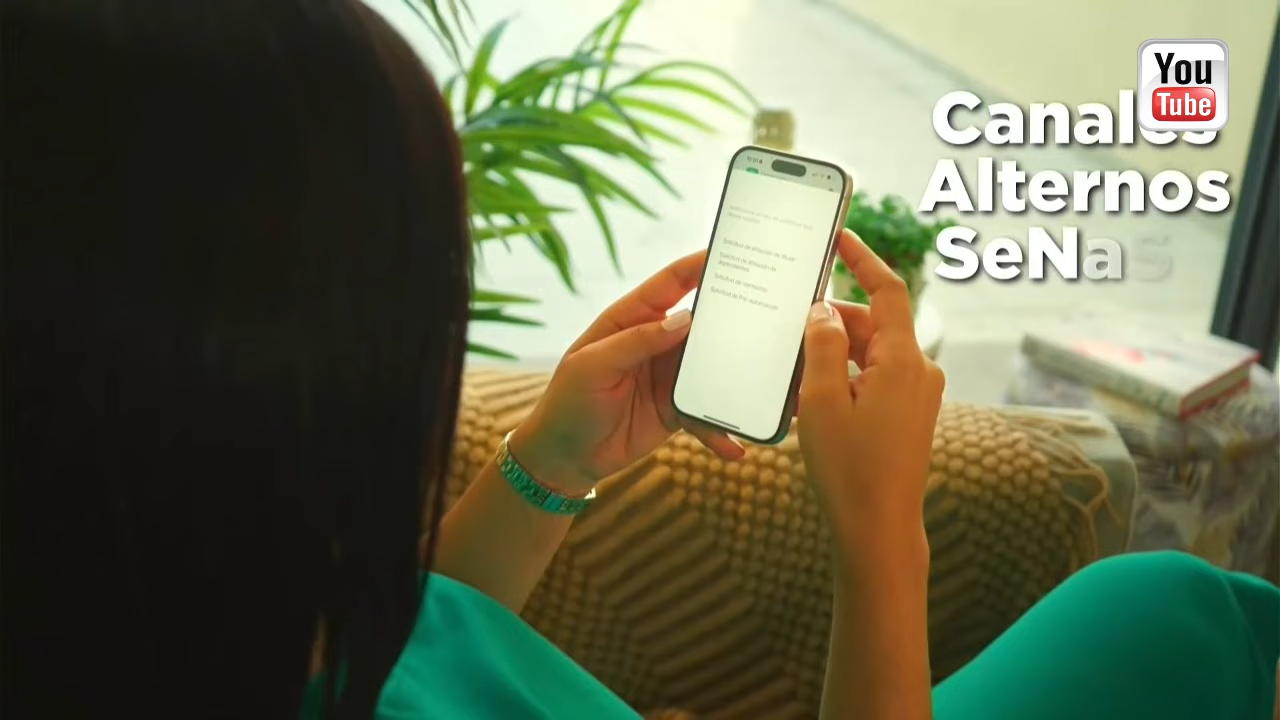 You
Tube
Canales
Alternos
SeNa
Solicitud de afiliación de titular
Solicitud de afiliación de
dependientes
Solicitud de reembolso
Solicitud de Pre-autorización